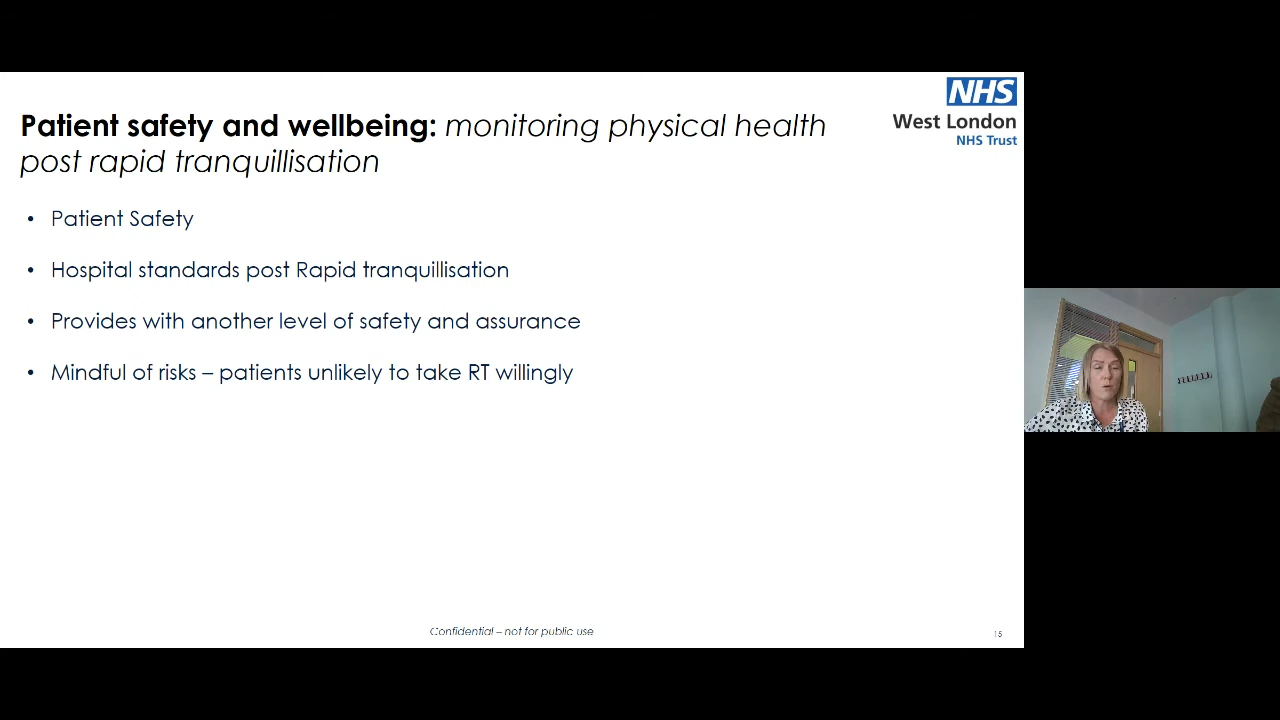 NHS
West London
NHS Trust
Patient safety and wellbeing: monitoring physical health
post rapid tranquillisation
• Patient Safety
• Hospital standards post Rapid tranquillisation
• Provides with another level of safety and assurance
• Mindful of risks – patients unlikely to take RT willingly
Confidential – not for public use
15